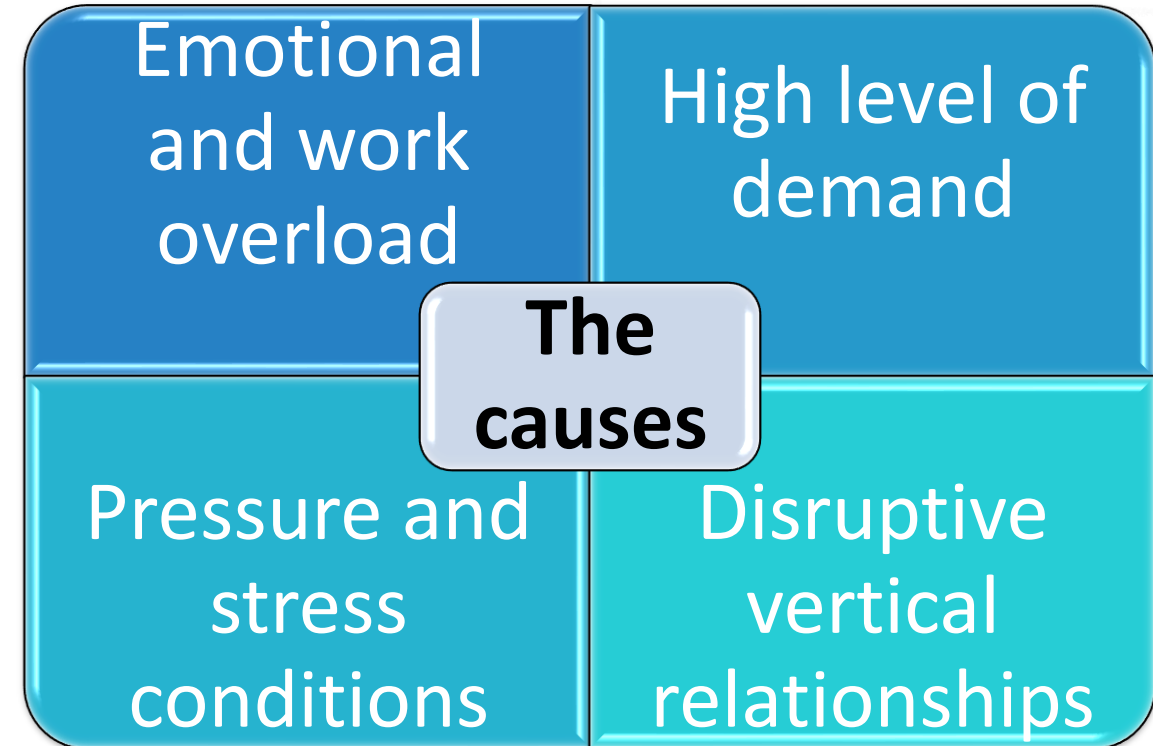 Emotional
and work
overload
High level of
demand
The
causes
Pressure and
stress
conditions
Disruptive
vertical
relationships